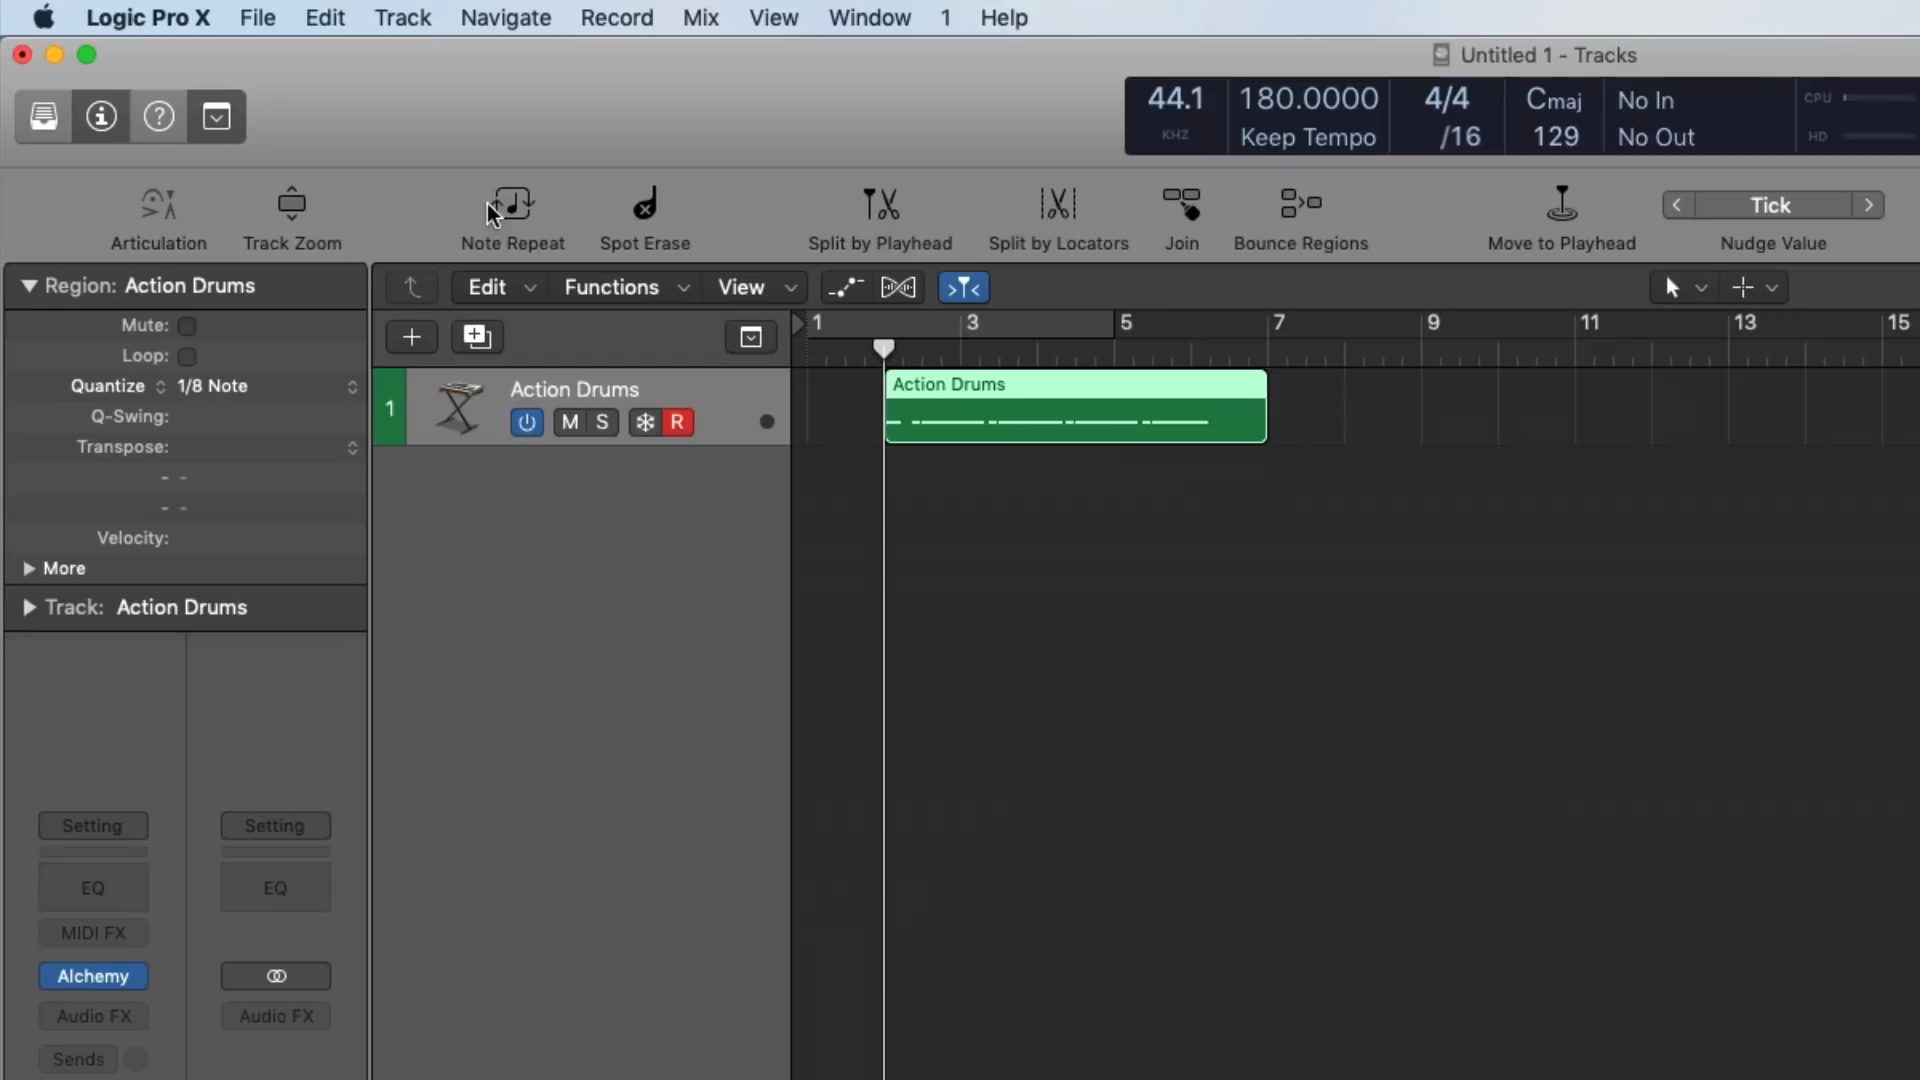 Logic Pro X File Edit Track Navigate Record Mix View Window 1 Help
Untitled 1 - Tracks
44.1 180.0000 4/4 Cmaj No In CPU
KHZ Keep Tempo /16 129 No Out HD
Tick
Articulation Track Zoom Note Repeat Spot Erase Split by Playhead Split by Locators Join Bounce Regions Move to Playhead Nudge Value
Region: Action Drums
Edit Functions View
Mute:
1 3 5 7 9 11 13 15
Loop:
Quantize 1/8 Note
Action Drums
Action Drums
Q-Swing:
1
M S R
Transpose:
- -
- -
Velocity:
More
Track: Action Drums
Setting Setting
EQ EQ
MIDI FX
Alchemy
Audio FX Audio FX
Sends